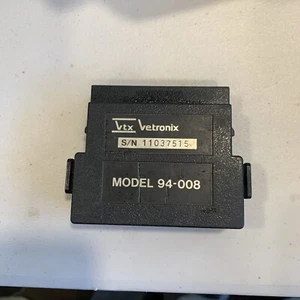 Vtx Vetronix
S/N 11037515
MODEL 94-008